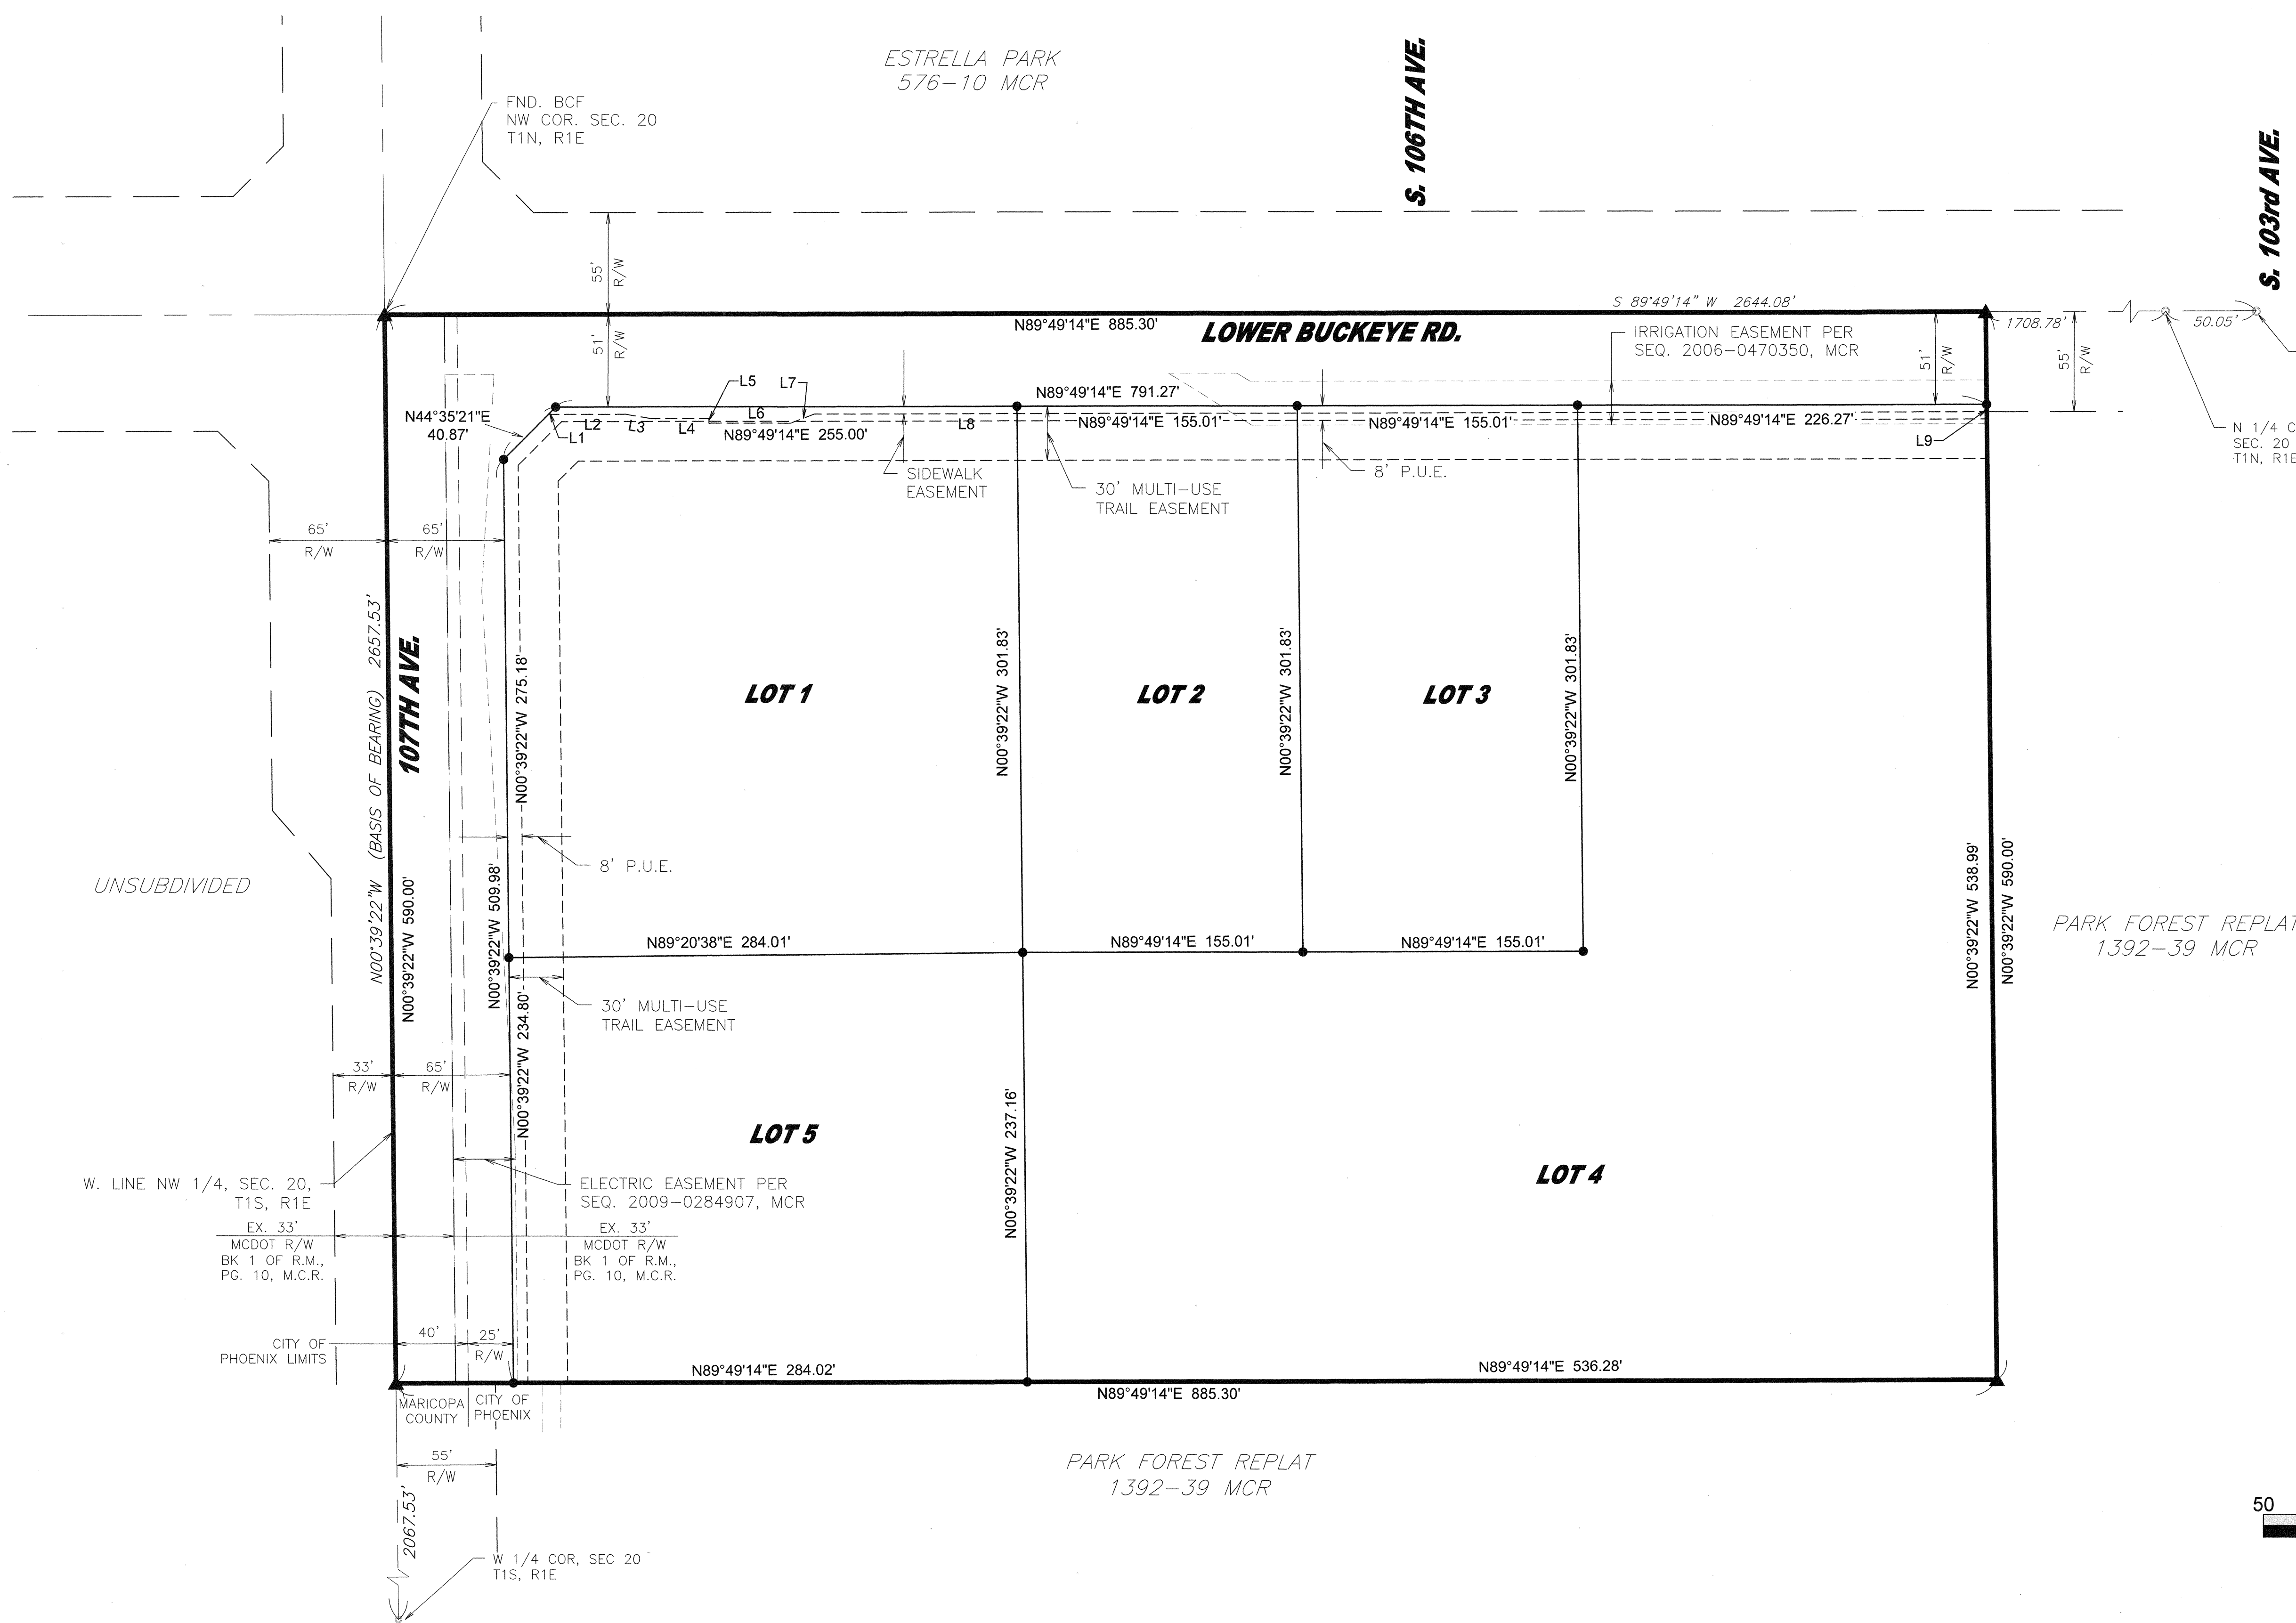 ESTRELLA PARK
576-10 MCR
S. 106TH AVE.
S. 103rd AVE.
FND. BCF
NW COR. SEC. 20
T1N, R1E
55'
R/W
51'
R/W
N89°49'14"E 885.30'
LOWER BUCKEYE RD.
S 89°49'14" W 2644.08'
1708.78'
50.05'
IRRIGATION EASEMENT PER
SEQ. 2006-0470350, MCR
51'
R/W
55'
R/W
N44°35'21"E
40.87'
L1
L2
L3
L4
L5
L6
L7
L8
L9
N89°49'14"E 791.27'
N89°49'14"E 255.00'
N89°49'14"E 155.01'
N89°49'14"E 155.01'
N89°49'14"E 226.27'
N 1/4 C
SEC. 20
T1N, R1E
SIDEWALK
EASEMENT
30' MULTI-USE
TRAIL EASEMENT
8' P.U.E.
65'
R/W
65'
R/W
N00°39'22"W (BASIS OF BEARING) 2657.53'
107TH AVE.
N00°39'22"W 590.00'
N00°39'22"W 509.98'
N00°39'22"W 275.18'
LOT 1
N00°39'22"W 301.83'
LOT 2
N00°39'22"W 301.83'
LOT 3
N00°39'22"W 301.83'
8' P.U.E.
UNSUBDIVIDED
N00°39'22"W 538.99'
N00°39'22"W 590.00'
PARK FOREST REPLAT
1392-39 MCR
N89°20'38"E 284.01'
N89°49'14"E 155.01'
N89°49'14"E 155.01'
30' MULTI-USE
TRAIL EASEMENT
N00°39'22"W 234.80'
33'
R/W
65'
R/W
LOT 5
N00°39'22"W 237.16'
LOT 4
W. LINE NW 1/4, SEC. 20,
T1S, R1E
ELECTRIC EASEMENT PER
SEQ. 2009-0284907, MCR
EX. 33'
MCDOT R/W
BK 1 OF R.M.,
PG. 10, M.C.R.
EX. 33'
MCDOT R/W
BK 1 OF R.M.,
PG. 10, M.C.R.
CITY OF
PHOENIX LIMITS
40'
25'
R/W
N89°49'14"E 284.02'
N89°49'14"E 536.28'
N89°49'14"E 885.30'
MARICOPA
COUNTY
CITY OF
PHOENIX
55'
R/W
2067.53'
PARK FOREST REPLAT
1392-39 MCR
W 1/4 COR, SEC 20
T1S, R1E
50